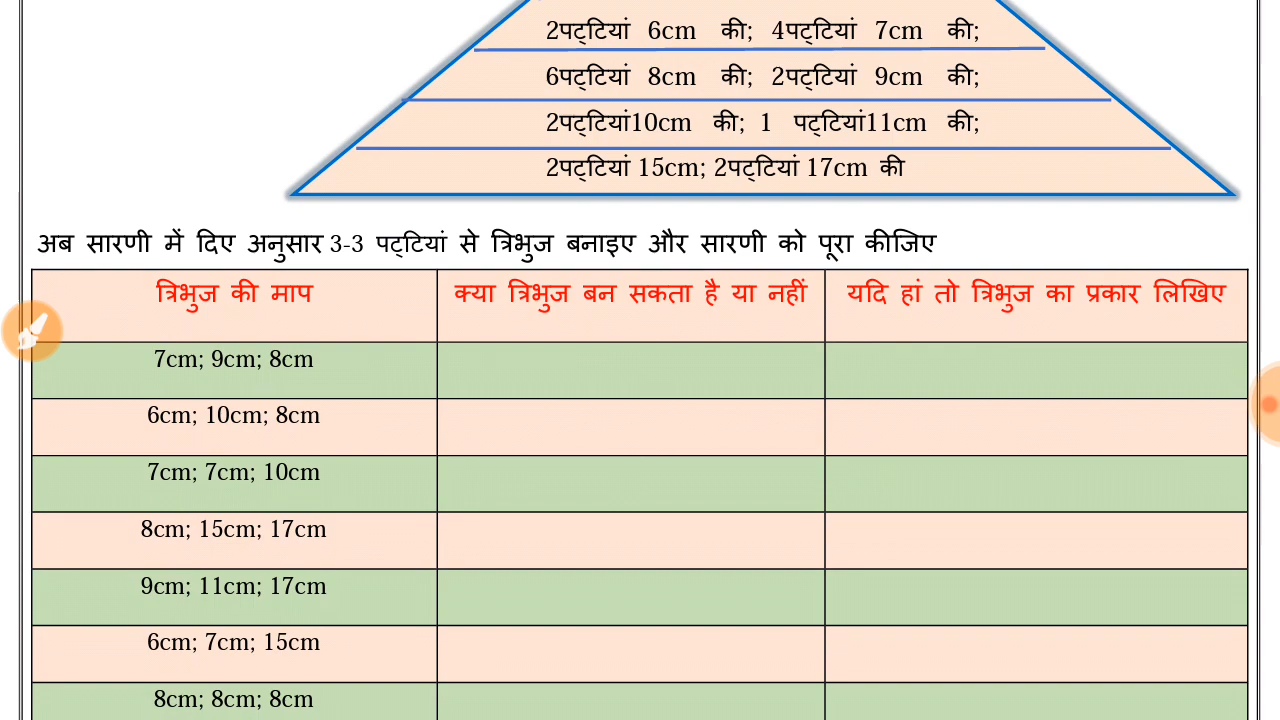 2पट्टियां 6cm की; 4पट्टियां 7cm की;
6पट्टियां 8cm की; 2पट्टियां 9cm की;
2पट्टियां10cm की; 1 पट्टियां11cm की;
2पट्टियां 15cm; 2पट्टियां 17cm की
अब सारणी में दिए अनुसार 3-3 पट्टियां से त्रिभुज बनाइए और सारणी को पूरा कीजिए
त्रिभुज की माप क्या त्रिभुज बन सकता है या नहीं यदि हां तो त्रिभुज का प्रकार लिखिए
7cm; 9cm; 8cm
6cm; 10cm; 8cm
7cm; 7cm; 10cm
8cm; 15cm; 17cm
9cm; 11cm; 17cm
6cm; 7cm; 15cm
8cm; 8cm; 8cm